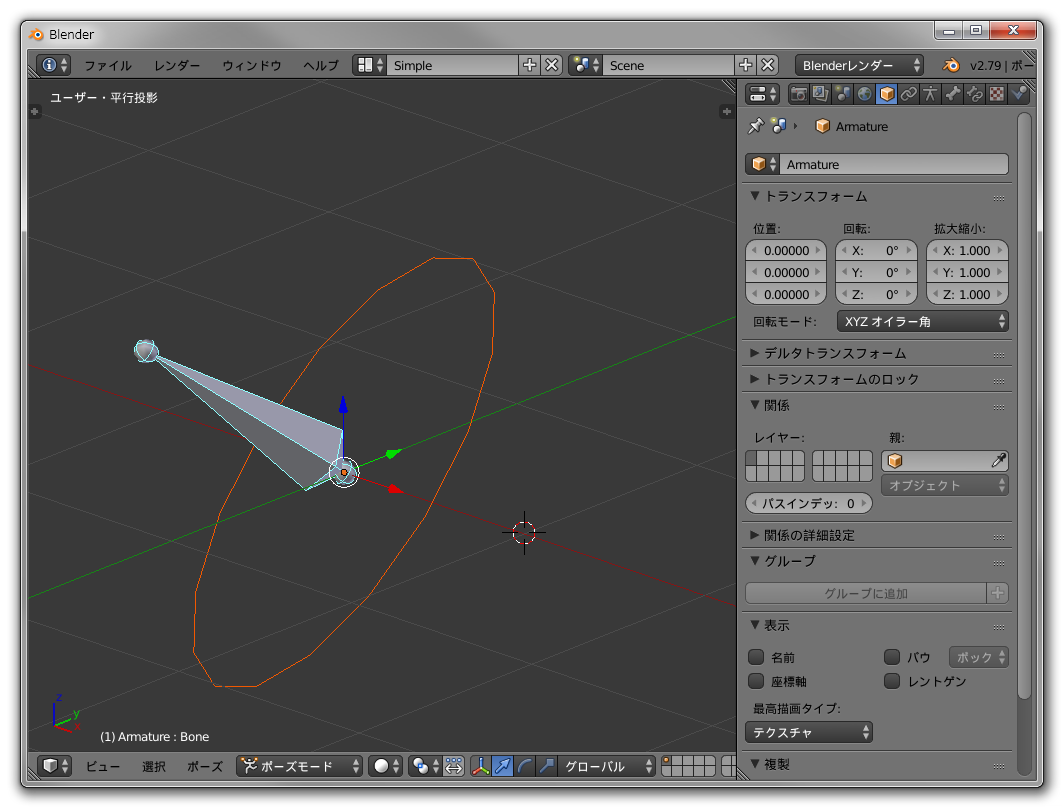 Blender
ファイル レンダー ウィンドウ ヘルプ Simple Scene Blenderレンダー v2.79 | ポー
ユーザー・平行投影
Armature
Armature
トランスフォーム
位置: 回転: 拡大縮小:
0.00000 X: 0° X: 1.000
0.00000 Y: 0° Y: 1.000
0.00000 Z: 0° Z: 1.000
回転モード: XYZ オイラー角
デルタトランスフォーム
トランスフォームのロック
関係
レイヤー: 親:
オブジェクト
パスインデッ: 0
関係の詳細設定
グループ
グループに追加
表示
名前 バウ ボック
座標軸 レントゲン
最高描画タイプ:
テクスチャ
複製
z
y
x
(1) Armature : Bone
ビュー 選択 ポーズ ポーズモード グローバル